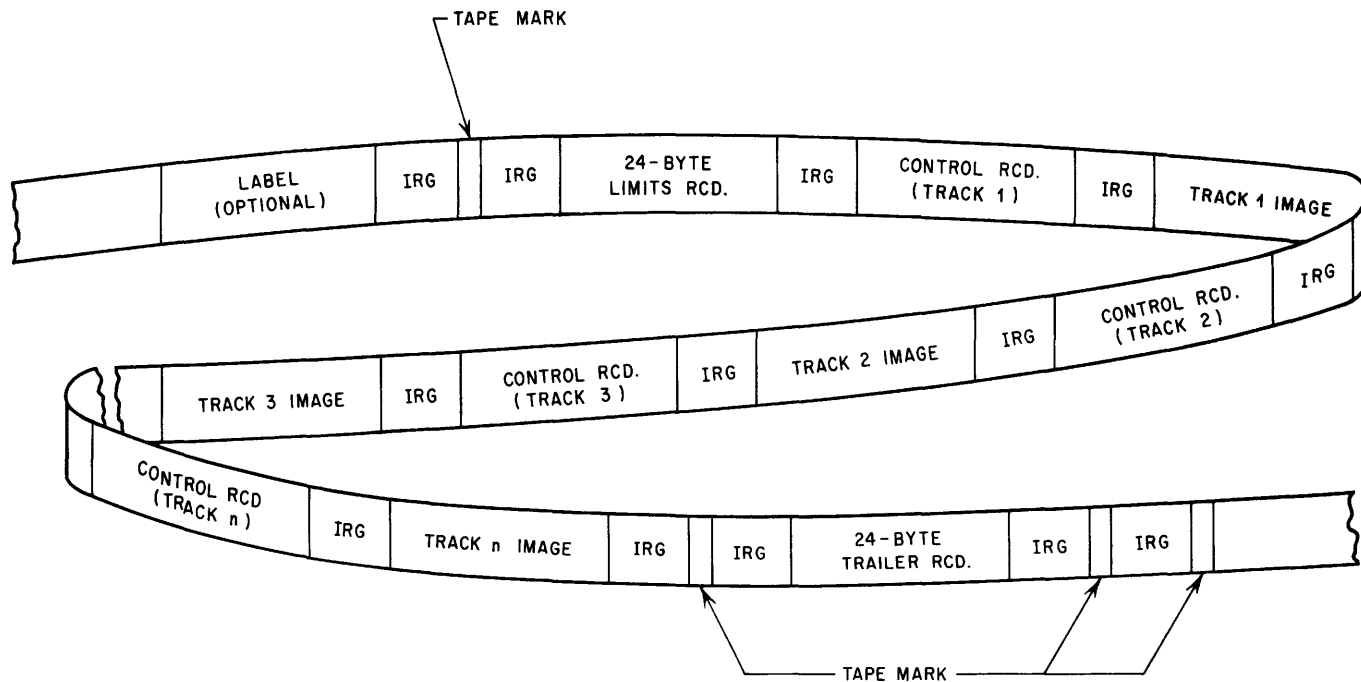 TAPE MARK
LABEL
(OPTIONAL)
IRG
IRG
24-BYTE
LIMITS RCD.
IRG
CONTROL RCD.
(TRACK 1)
IRG
TRACK 1 IMAGE
IRG
CONTROL RCD.
(TRACK 2)
IRG
TRACK 2 IMAGE
IRG
CONTROL RCD.
(TRACK 3)
IRG
TRACK 3 IMAGE
CONTROL RCD
(TRACK n)
IRG
TRACK n IMAGE
IRG
IRG
24-BYTE
TRAILER RCD.
IRG
IRG
TAPE MARK